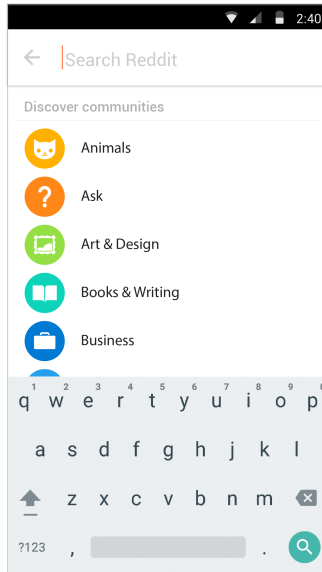 2:40
Search Reddit
Discover communities
Animals
Ask
Art & Design
Books & Writing
Business
1 2 3 4 5 6 7 8 9
q w e r t y u i o p
a s d f g h j k l
z x c v b n m
?123 , .